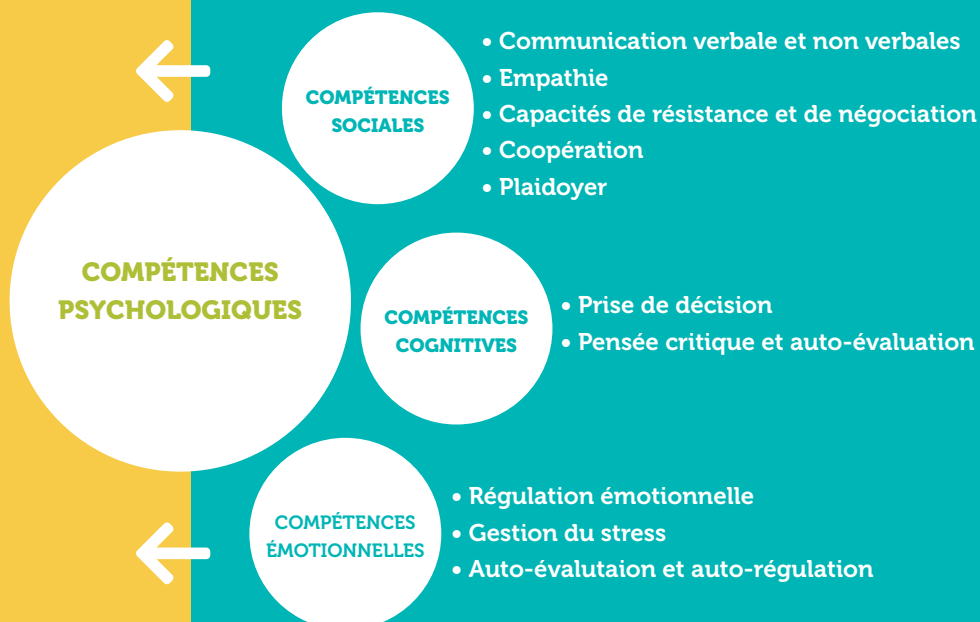 COMPÉTENCES
SOCIALES
• Communication verbale et non verbales
• Empathie
• Capacités de résistance et de négociation
• Coopération
• Plaidoyer
COMPÉTENCES
PSYCHOLOGIQUES
COMPÉTENCES
COGNITIVES
• Prise de décision
• Pensée critique et auto-évaluation
COMPÉTENCES
ÉMOTIONNELLES
• Régulation émotionnelle
• Gestion du stress
• Auto-évalutaion et auto-régulation